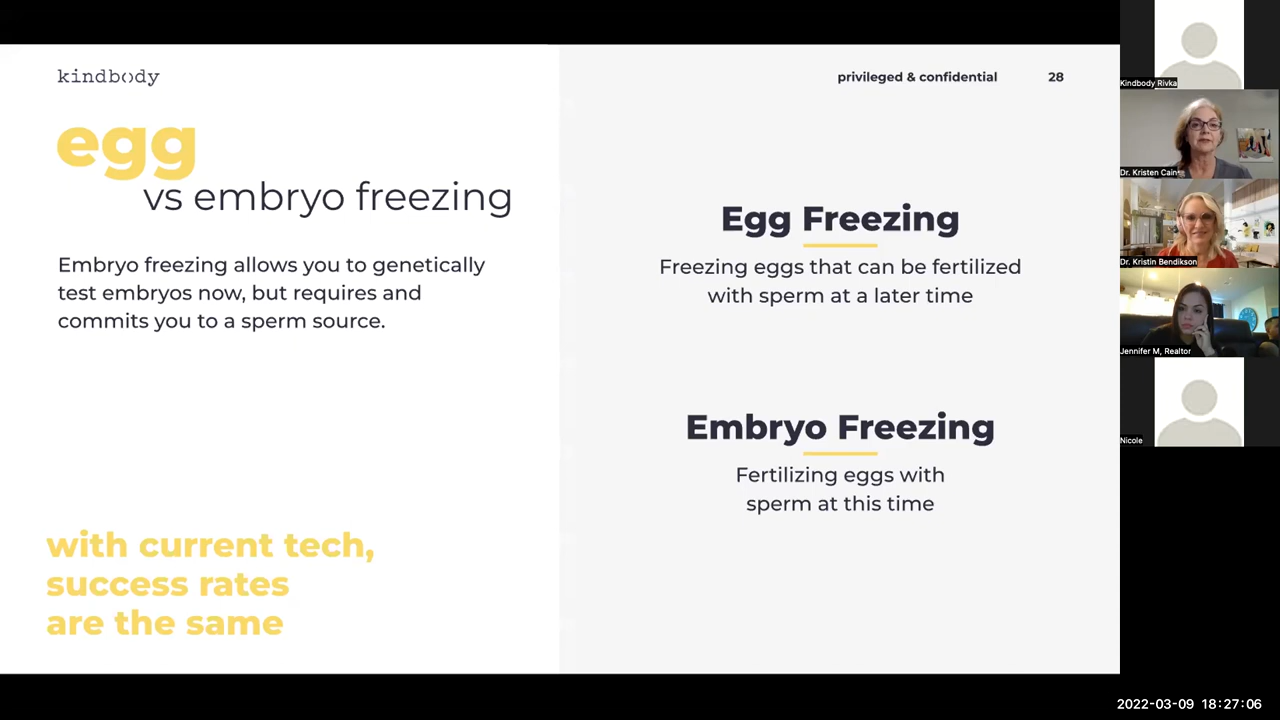 kindbody
privileged & confidential
28
egg
vs embryo freezing
Embryo freezing allows you to genetically
test embryos now, but requires and
commits you to a sperm source.
with current tech,
success rates
are the same
Egg Freezing
Freezing eggs that can be fertilized
with sperm at a later time
Embryo Freezing
Fertilizing eggs with
sperm at this time
Kindbody Rivka
Dr. Kristen Cain
Dr. Kristin Bendikson
Jennifer M, Realtor
Nicole
2022-03-09 18:27:06